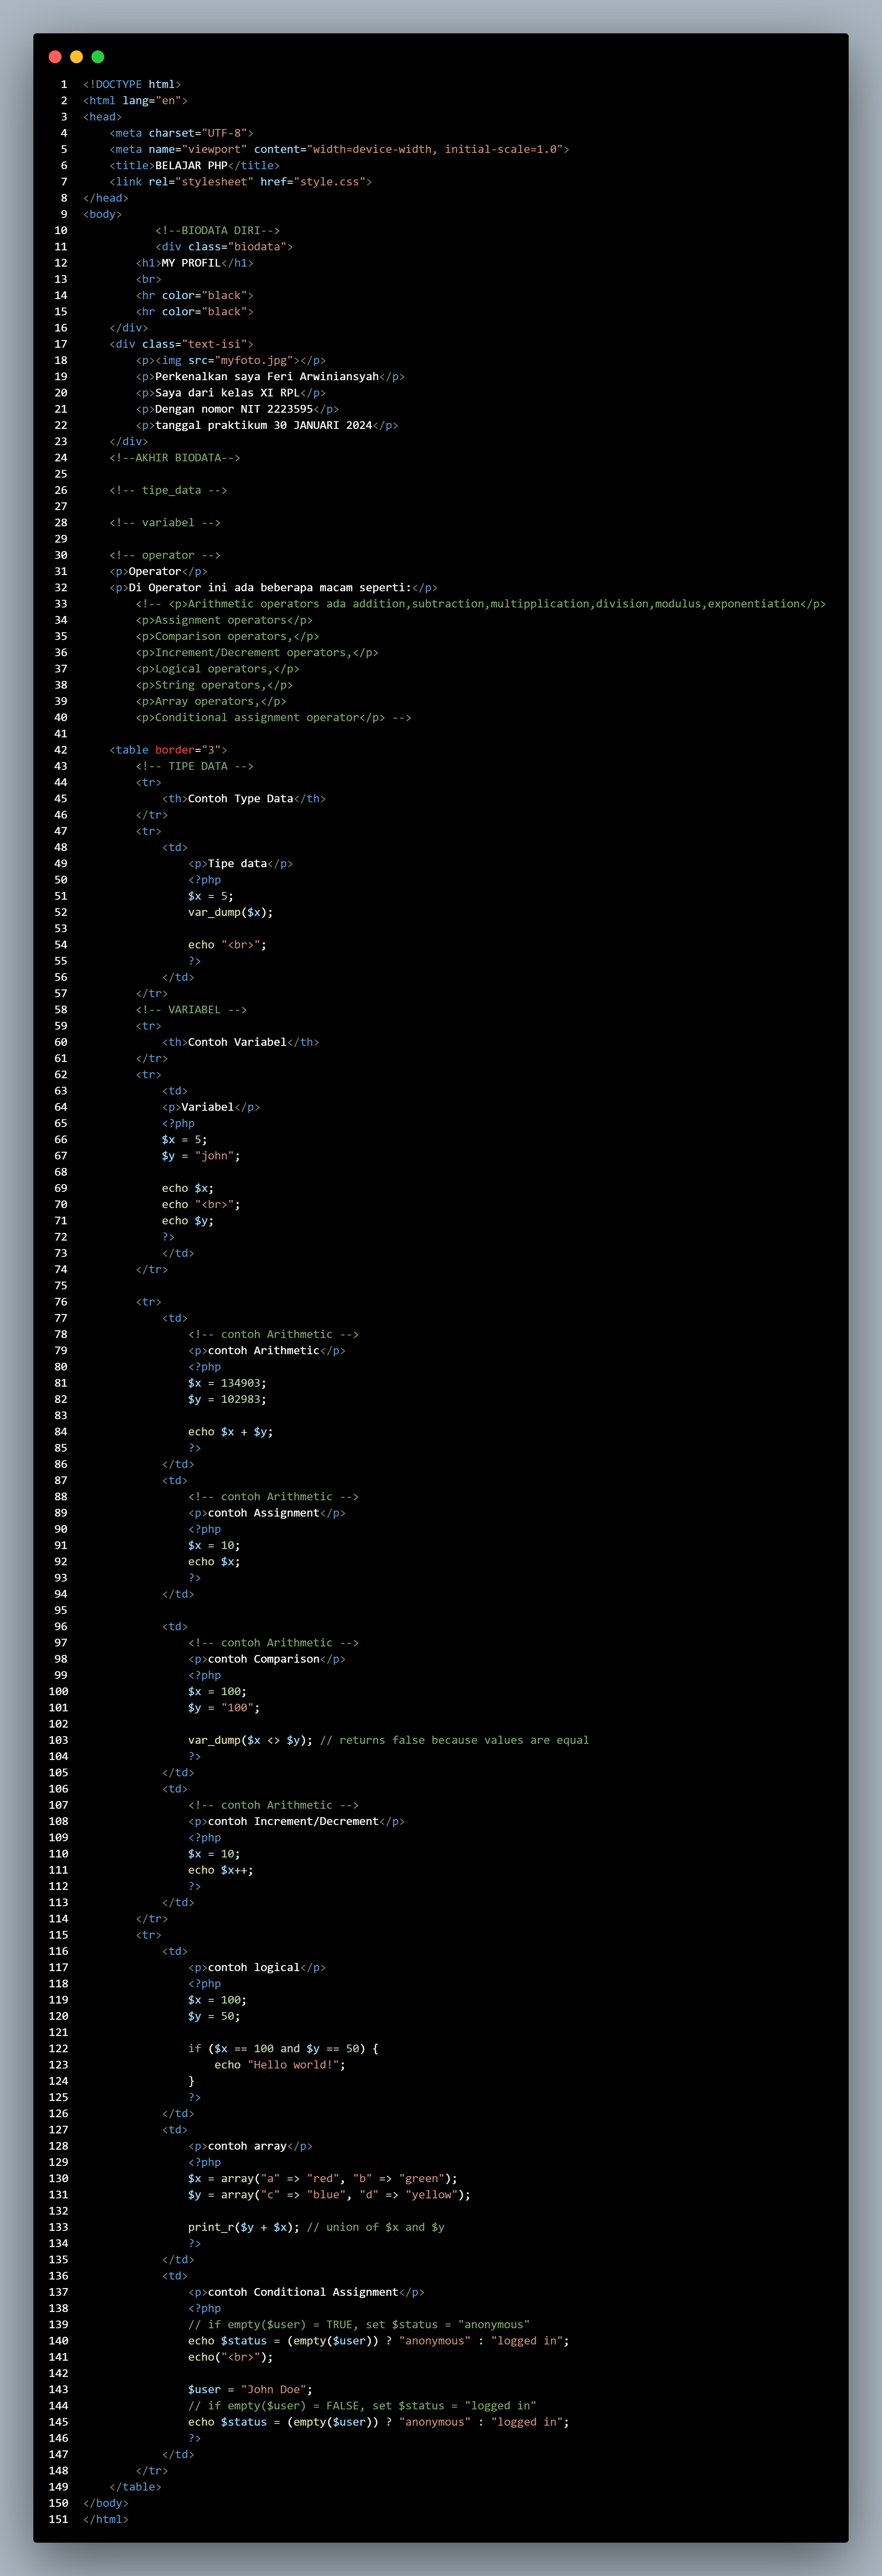 1 <!DOCTYPE html>
2 <html lang="en">
3 <head>
4     <meta charset="UTF-8">
5     <meta name="viewport" content="width=device-width, initial-scale=1.0">
6     <title>BELAJAR PHP</title>
7     <link rel="stylesheet" href="style.css">
8 </head>
9 <body>
10            <!--BIODATA DIRI-->
11            <div class="biodata">
12         <h1>MY PROFIL</h1>
13         <br>
14         <hr color="black">
15         <hr color="black">
16     </div>
17     <div class="text-isi">
18         <p><img src="myfoto.jpg"></p>
19         <p>Perkenalkan saya Feri Arwiniansyah</p>
20         <p>Saya dari kelas XI RPL</p>
21         <p>Dengan nomor NIT 2223595</p>
22         <p>tanggal praktikum 30 JANUARI 2024</p>
23     </div>
24     <!--AKHIR BIODATA-->
25
26     <!-- tipe_data -->
27
28     <!-- variabel -->
29
30     <!-- operator -->
31     <p>Operator</p>
32     <p>Di Operator ini ada beberapa macam seperti:</p>
33         <!-- <p>Arithmetic operators ada addition,subtraction,multipplication,division,modulus,exponentiation</p>
34         <p>Assignment operators</p>
35         <p>Comparison operators,</p>
36         <p>Increment/Decrement operators,</p>
37         <p>Logical operators,</p>
38         <p>String operators,</p>
39         <p>Array operators,</p>
40         <p>Conditional assignment operator</p> -->
41
42     <table border="3">
43         <!-- TIPE DATA -->
44         <tr>
45             <th>Contoh Type Data</th>
46         </tr>
47         <tr>
48             <td>
49                 <p>Tipe data</p>
50                 <?php
51                 $x = 5;
52                 var_dump($x);
53
54                 echo "<br>";
55                 ?>
56             </td>
57         </tr>
58         <!-- VARIABEL -->
59         <tr>
60             <th>Contoh Variabel</th>
61         </tr>
62         <tr>
63             <td>
64             <p>Variabel</p>
65             <?php
66             $x = 5;
67             $y = "john";
68
69             echo $x;
70             echo "<br>";
71             echo $y;
72             ?>
73             </td>
74         </tr>
75
76         <tr>
77             <td>
78                 <!-- contoh Arithmetic -->
79                 <p>contoh Arithmetic</p>
80                 <?php
81                 $x = 134903;
82                 $y = 102983;
83
84                 echo $x + $y;
85                 ?>
86             </td>
87             <td>
88                 <!-- contoh Arithmetic -->
89                 <p>contoh Assignment</p>
90                 <?php
91                 $x = 10;
92                 echo $x;
93                 ?>
94             </td>
95
96             <td>
97                 <!-- contoh Arithmetic -->
98                 <p>contoh Comparison</p>
99                 <?php
100                 $x = 100;
101                 $y = "100";
102
103                 var_dump($x <> $y); // returns false because values are equal
104                 ?>
105             </td>
106             <td>
107                 <!-- contoh Arithmetic -->
108                 <p>contoh Increment/Decrement</p>
109                 <?php
110                 $x = 10;
111                 echo $x++;
112                 ?>
113             </td>
114         </tr>
115         <tr>
116             <td>
117                 <p>contoh logical</p>
118                 <?php
119                 $x = 100;
120                 $y = 50;
121
122                 if ($x == 100 and $y == 50) {
123                     echo "Hello world!";
124                 }
125                 ?>
126             </td>
127             <td>
128                 <p>contoh array</p>
129                 <?php
130                 $x = array("a" => "red", "b" => "green");
131                 $y = array("c" => "blue", "d" => "yellow");
132
133                 print_r($y + $x); // union of $x and $y
134                 ?>
135             </td>
136             <td>
137                 <p>contoh Conditional Assignment</p>
138                 <?php
139                 // if empty($user) = TRUE, set $status = "anonymous"
140                 echo $status = (empty($user)) ? "anonymous" : "logged in";
141                 echo("<br>");
142
143                 $user = "John Doe";
144                 // if empty($user) = FALSE, set $status = "logged in"
145                 echo $status = (empty($user)) ? "anonymous" : "logged in";
146                 ?>
147             </td>
148         </tr>
149     </table>
150 </body>
151 </html>